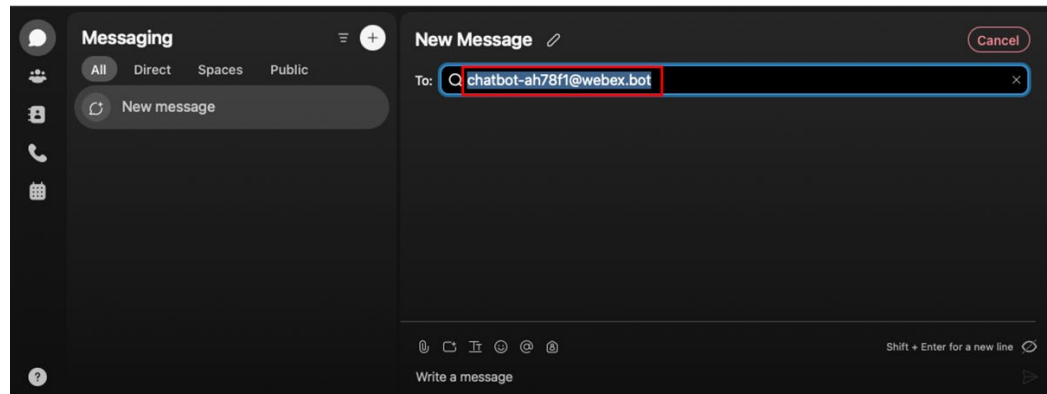 Messaging
All Direct Spaces Public
New message
New Message
Cancel
To: chatbot-ah78f1@webex.bot
Shift + Enter for a new line
Write a message